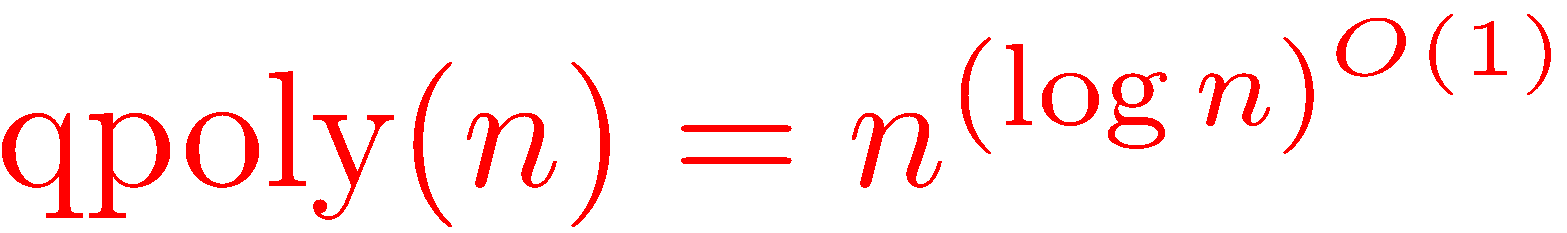 qpoly(n) = n^{(log n)^{O(1)}}